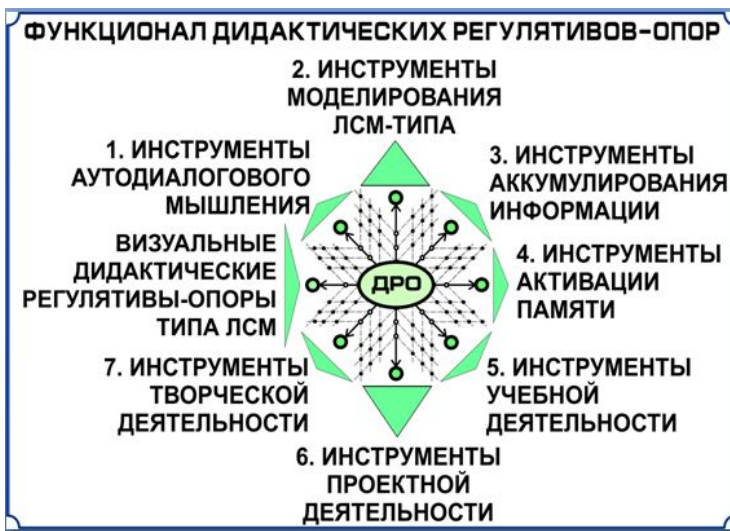 ФУНКЦИОНАЛ ДИДАКТИЧЕСКИХ РЕГУЛЯТИВОВ-ОПОР
2. ИНСТРУМЕНТЫ
МОДЕЛИРОВАНИЯ
ЛСМ-ТИПА
1. ИНСТРУМЕНТЫ
АУТОДИАЛОГОВОГО
МЫШЛЕНИЯ
3. ИНСТРУМЕНТЫ
АККУМУЛИРОВАНИЯ
ИНФОРМАЦИИ
ВИЗУАЛЬНЫЕ
ДИДАКТИЧЕСКИЕ
РЕГУЛЯТИВЫ-ОПОРЫ
ТИПА ЛСМ
ДРО
4. ИНСТРУМЕНТЫ
АКТИВАЦИИ
ПАМЯТИ
7. ИНСТРУМЕНТЫ
ТВОРЧЕСКОЙ
ДЕЯТЕЛЬНОСТИ
5. ИНСТРУМЕНТЫ
УЧЕБНОЙ
ДЕЯТЕЛЬНОСТИ
6. ИНСТРУМЕНТЫ
ПРОЕКТНОЙ
ДЕЯТЕЛЬНОСТИ